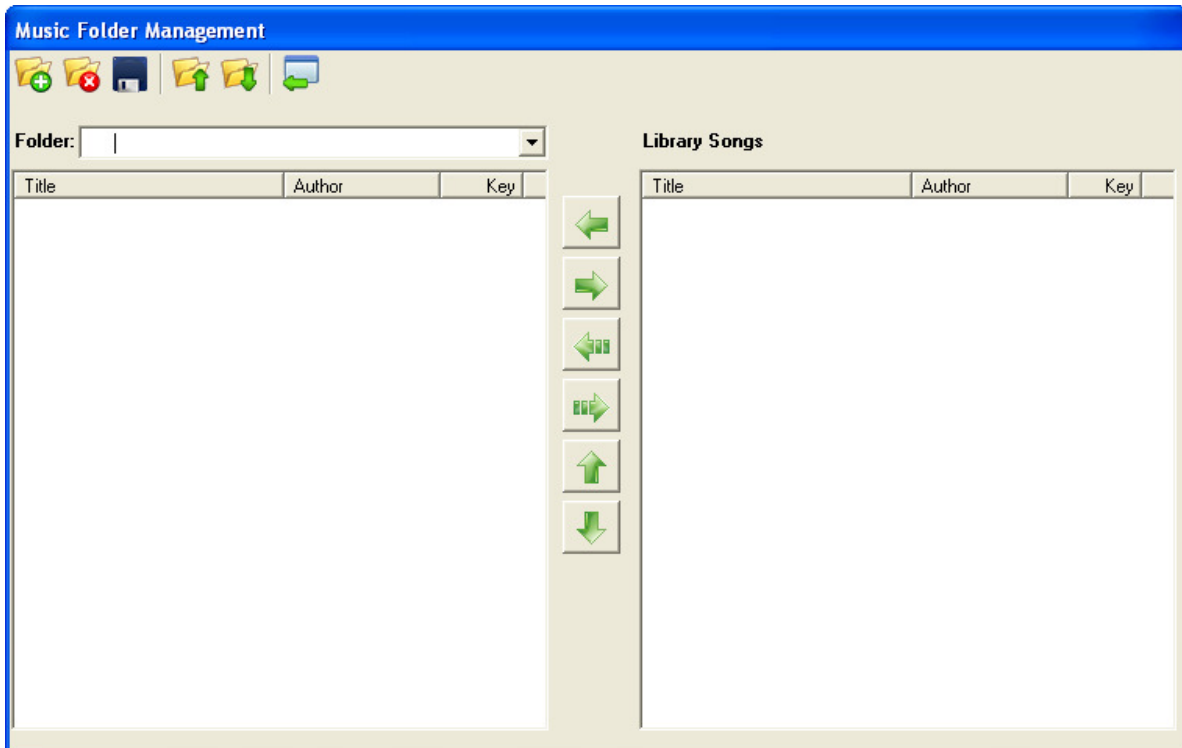 Music Folder Management
Folder:
Library Songs
Title Author Key
Title Author Key